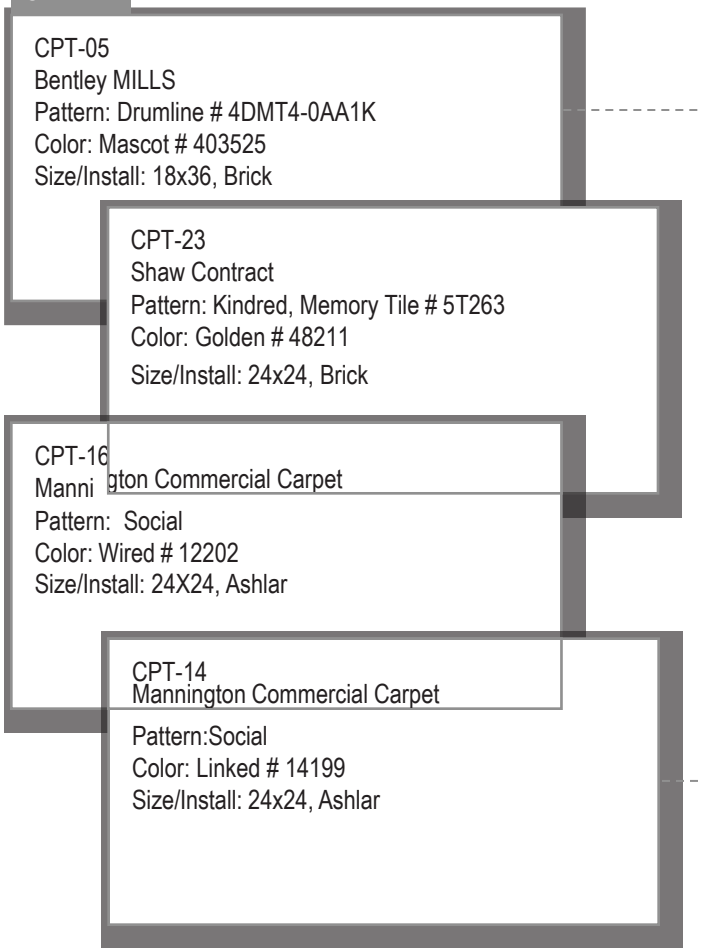 CPT-05
Bentley MILLS
Pattern: Drumline # 4DMT4-0AA1K
Color: Mascot # 403525
Size/Install: 18x36, Brick
CPT-23
Shaw Contract
Pattern: Kindred, Memory Tile # 5T263
Color: Golden # 48211
Size/Install: 24x24, Brick
CPT-16
Manni gton Commercial Carpet
Pattern: Social
Color: Wired # 12202
Size/Install: 24X24, Ashlar
CPT-14
Mannington Commercial Carpet
Pattern:Social
Color: Linked # 14199
Size/Install: 24x24, Ashlar